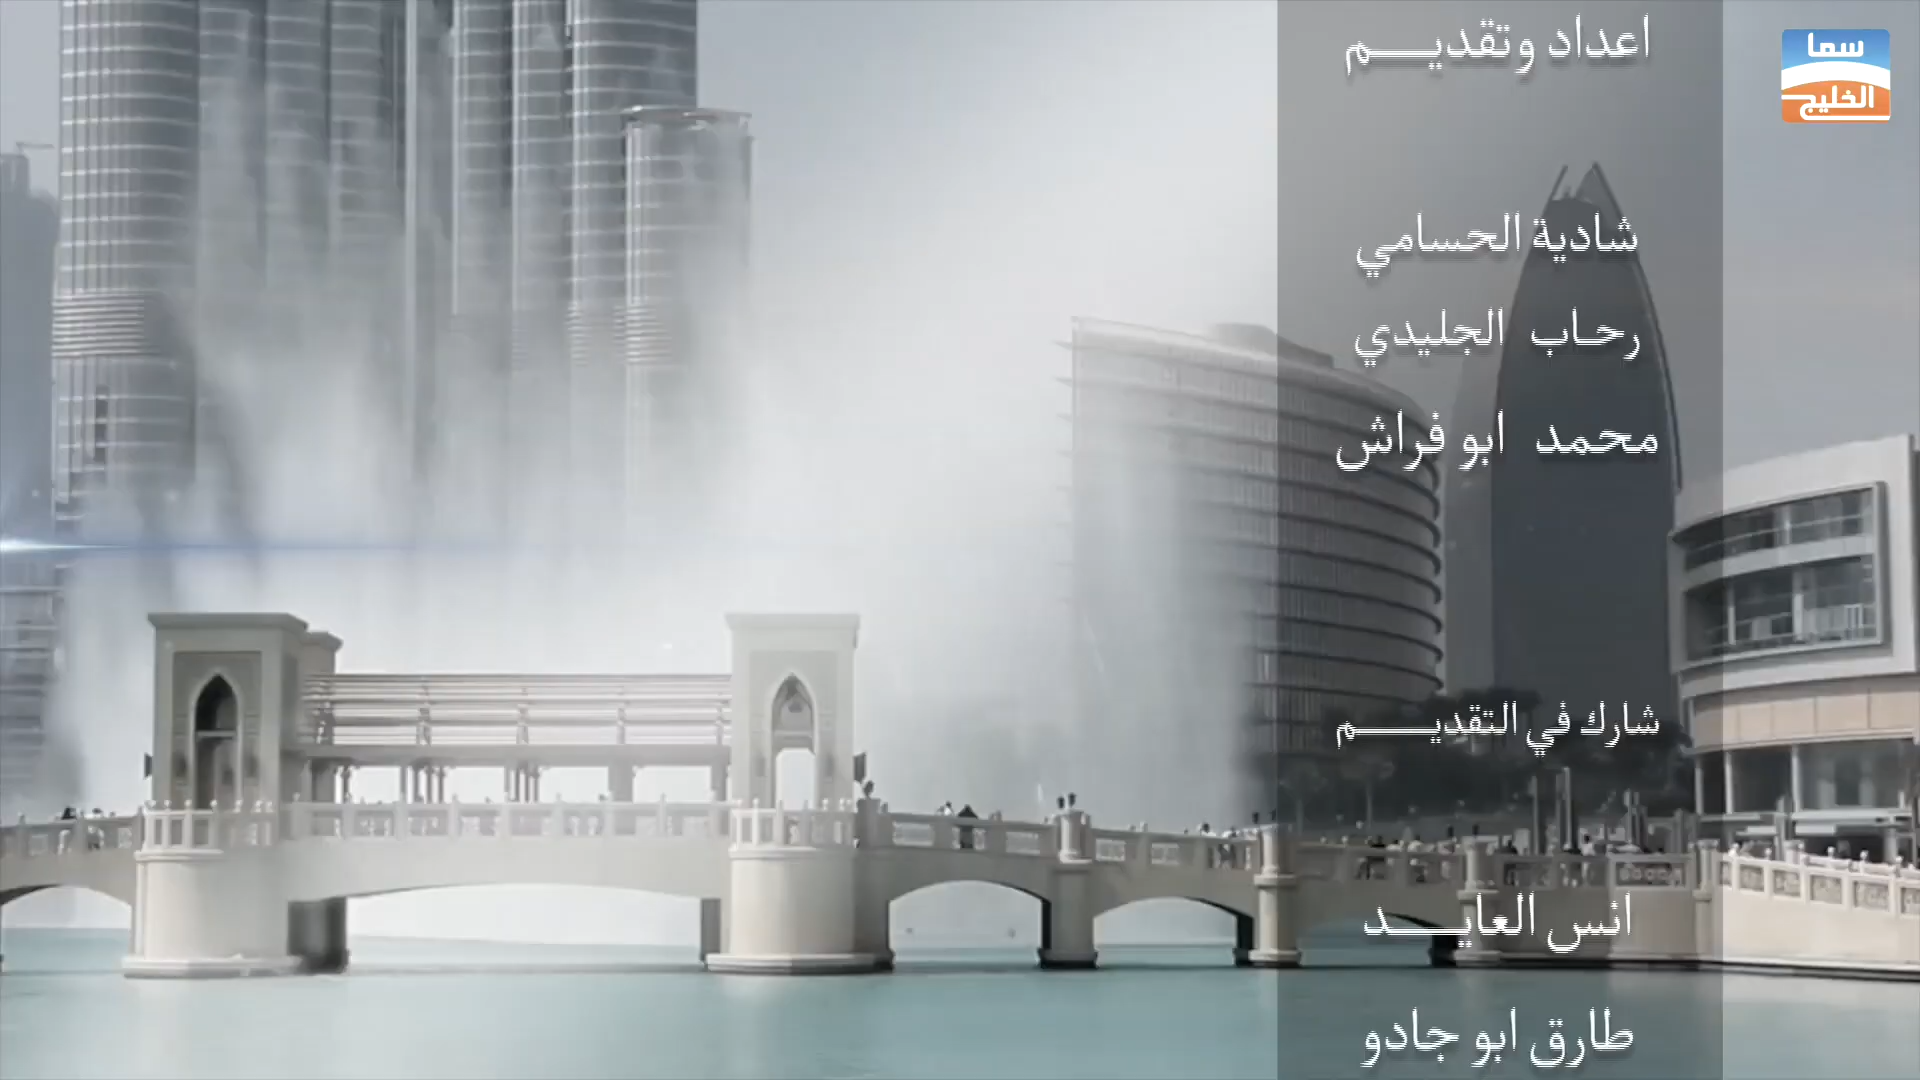 سما
الخليج
اعداد وتقديـــم
شادية الحسامي
رحـاب الجليدي
محمد ابو فراش
شارك في التقديـــم
انس العايـــد
طارق ابو جادو